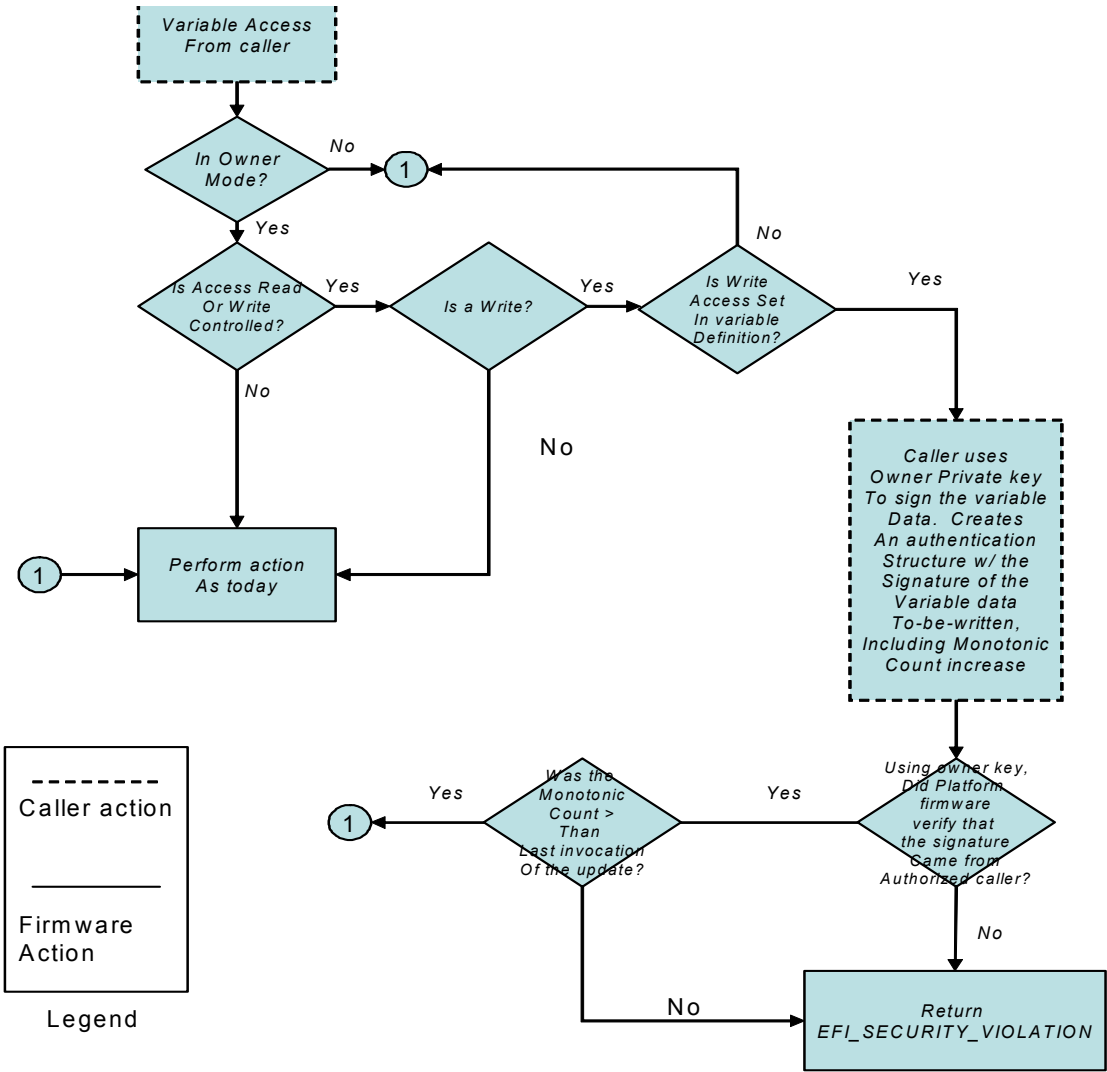 Variable Access
From caller
In Owner
Mode?
No
1
Yes
No
Is Access Read
Or Write
Controlled?
Yes
Is a Write?
Yes
Is Write
Access Set
In variable
Definition?
Yes
No
No
Caller uses
Owner Private key
To sign the variable
Data. Creates
An authentication
Structure w/ the
Signature of the
Variable data
To-be-written,
Including Monotonic
Count increase
1
Perform action
As today
Using owner key,
Did Platform
firmware
verify that
the signature
Came from
Authorized caller?
Yes
Was the
Monotonic
Count >
Than
Last invocation
Of the update?
Yes
1
No
No
Return
EFI_SECURITY_VIOLATION
Caller action
Firmware
Action
Legend